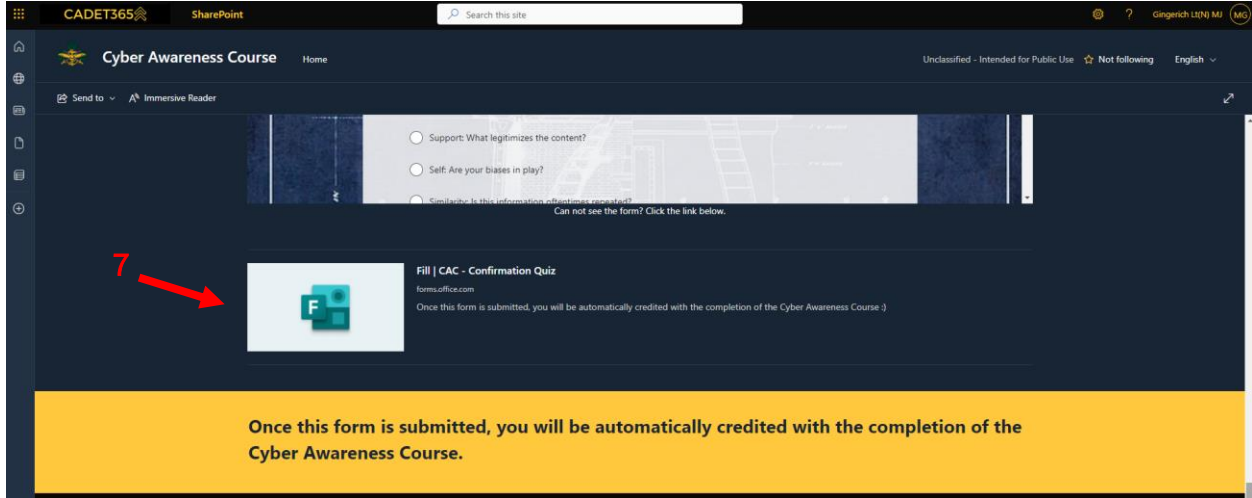 CADET365 SharePoint Search this site ? Gingerich Lt(N) MJ MG
Cyber Awareness Course Home Unclassified - Intended for Public Use Not following English
Send to Immersive Reader
Support: What legitimizes the content?
Self: Are your biases in play?
Similarity: Is this information oftentimes repeated?
Can not see the form? Click the link below.
7
Fill | CAC - Confirmation Quiz
forms.office.com
F
Once this form is submitted, you will be automatically credited with the completion of the Cyber Awareness Course :)
Once this form is submitted, you will be automatically credited with the completion of the
Cyber Awareness Course.